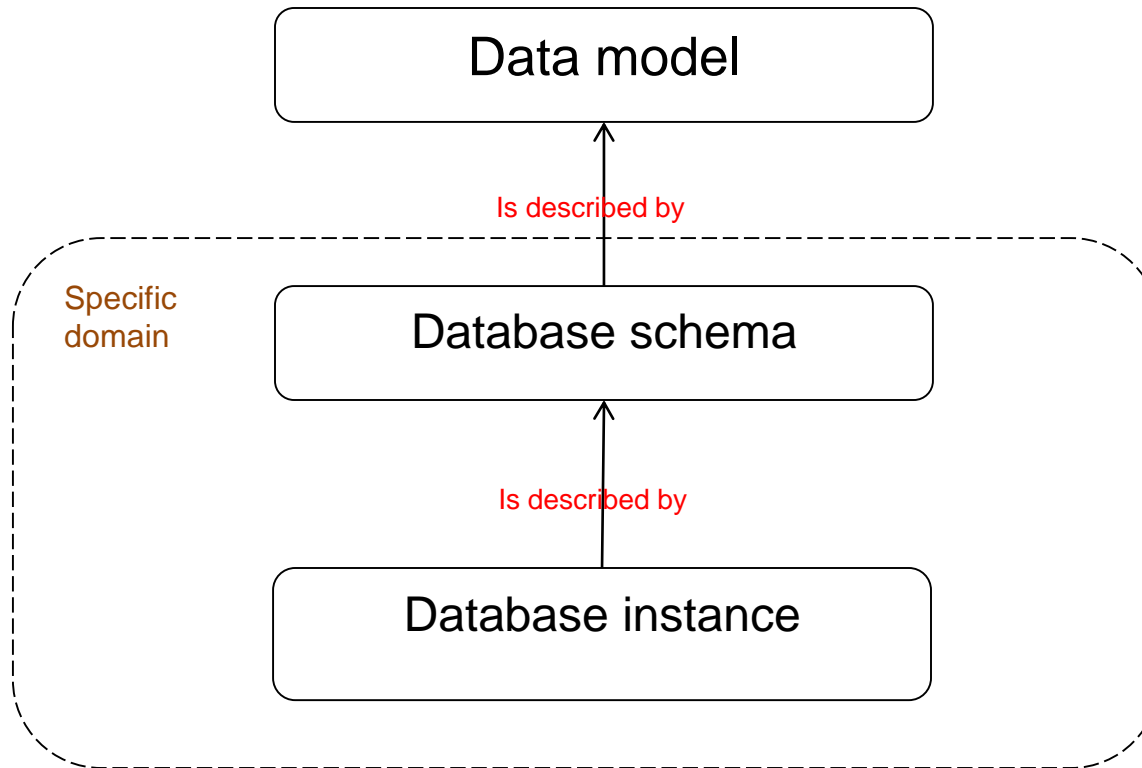 Data model
Is described by
Specific
domain
Database schema
Is described by
Database instance